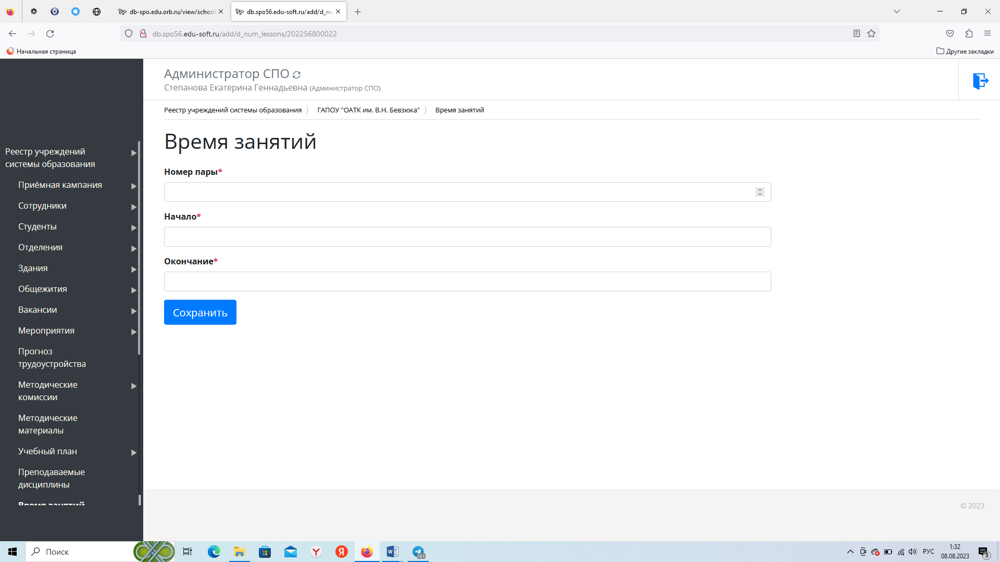 db-spo.edu.orb.ru/view/school
db.spo56.edu-soft.ru/add/d_nu
db.spo56.edu-soft.ru/add/d_num_lessons/202256800022
Начальная страница
Другие закладки
Администратор СПО
Степанова Екатерина Геннадьевна (Администратор СПО)
Реестр учреждений системы образования
ГАПОУ "ОАТК им. В.Н. Бевзюка"
Время занятий
Время занятий
Номер пары*
Начало*
Окончание*
Сохранить
Реестр учреждений
системы образования
Приёмная кампания
Сотрудники
Студенты
Отделения
Здания
Общежития
Вакансии
Мероприятия
Прогноз
трудоустройства
Методические
комиссии
Методические
материалы
Учебный план
Преподаваемые
дисциплины
Время занятий
© 2023
Поиск
161
РУС
1:32
08.08.2023
3